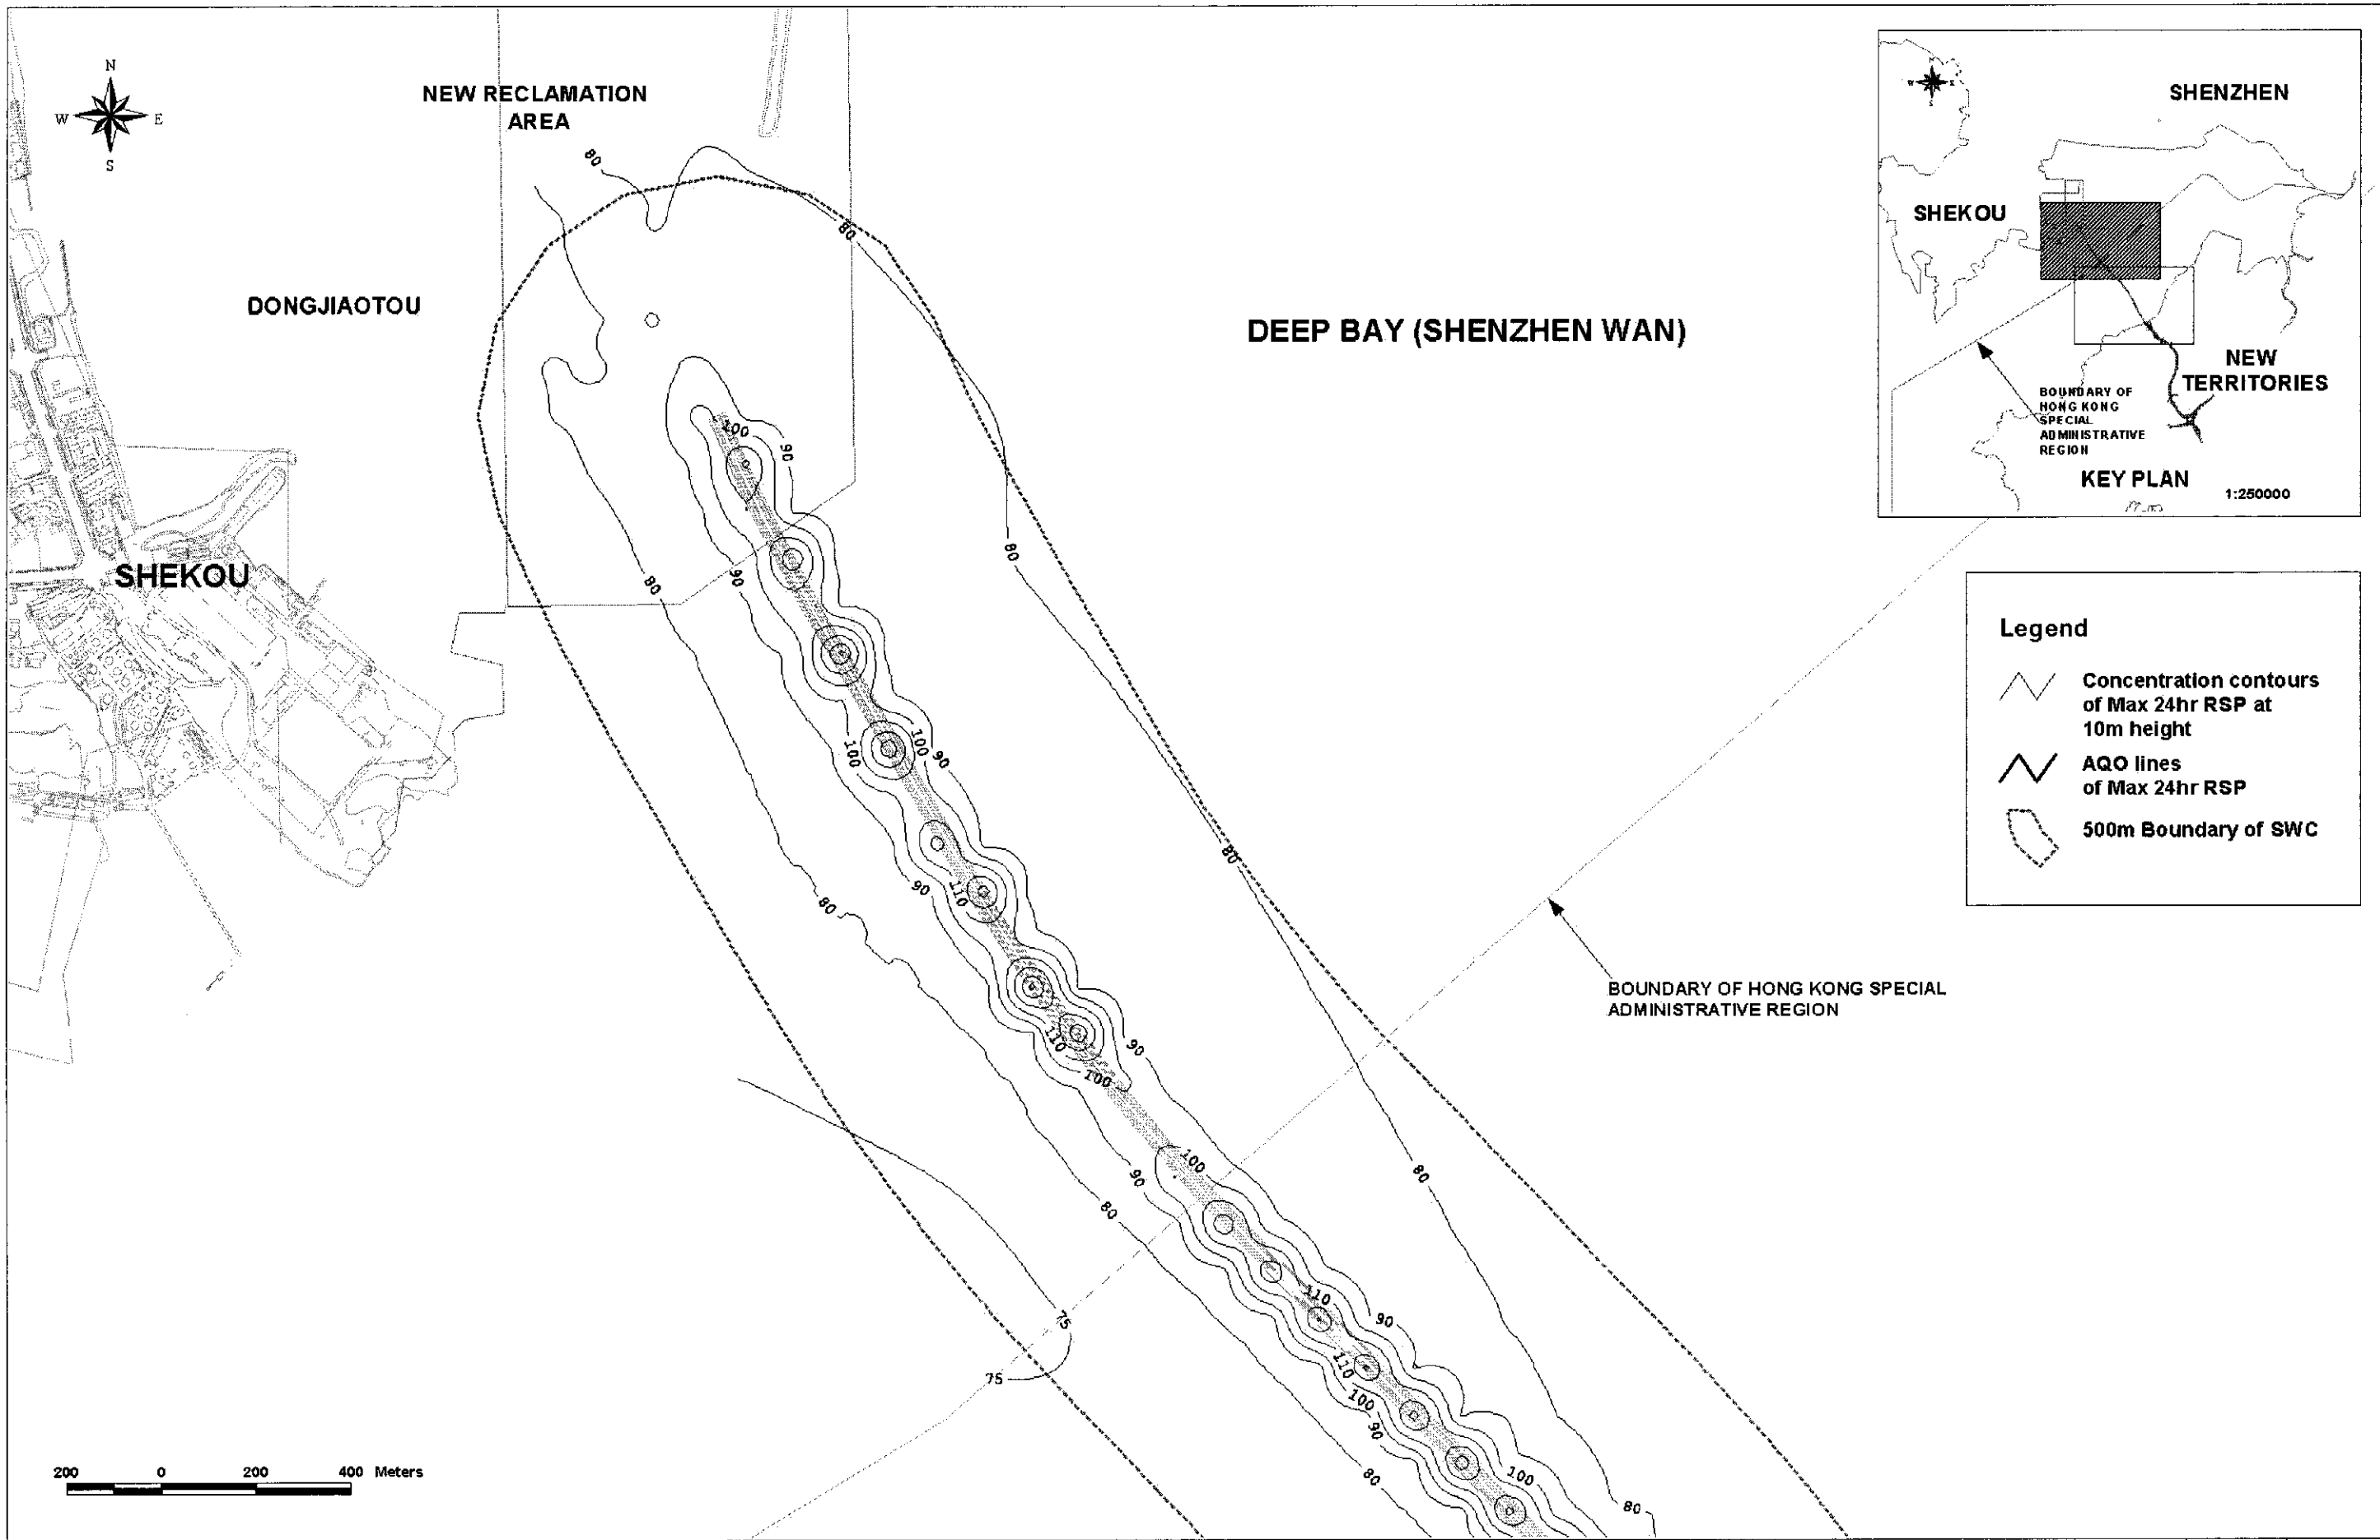 N
W E
S
NEW RECLAMATION
AREA
DONGJIAOTOU
SHEKOU
DEEP BAY (SHENZHEN WAN)
SHENZHEN
N
W E
S
SHEKOU
NEW
TERRITORIES
BOUNDARY OF
HONG KONG
SPECIAL
ADMINISTRATIVE
REGION
KEY PLAN
1:250000
Legend
Concentration contours
of Max 24hr RSP at
10m height
AQO lines
of Max 24hr RSP
500m Boundary of SWC
BOUNDARY OF HONG KONG SPECIAL
ADMINISTRATIVE REGION
80
80
100
90
80
90
80
100
100
90
80
90
110
80
110
90
100
100
90
80
80
75
75
110
90
110
100
90
80
100
80
200 0 200 400 Meters